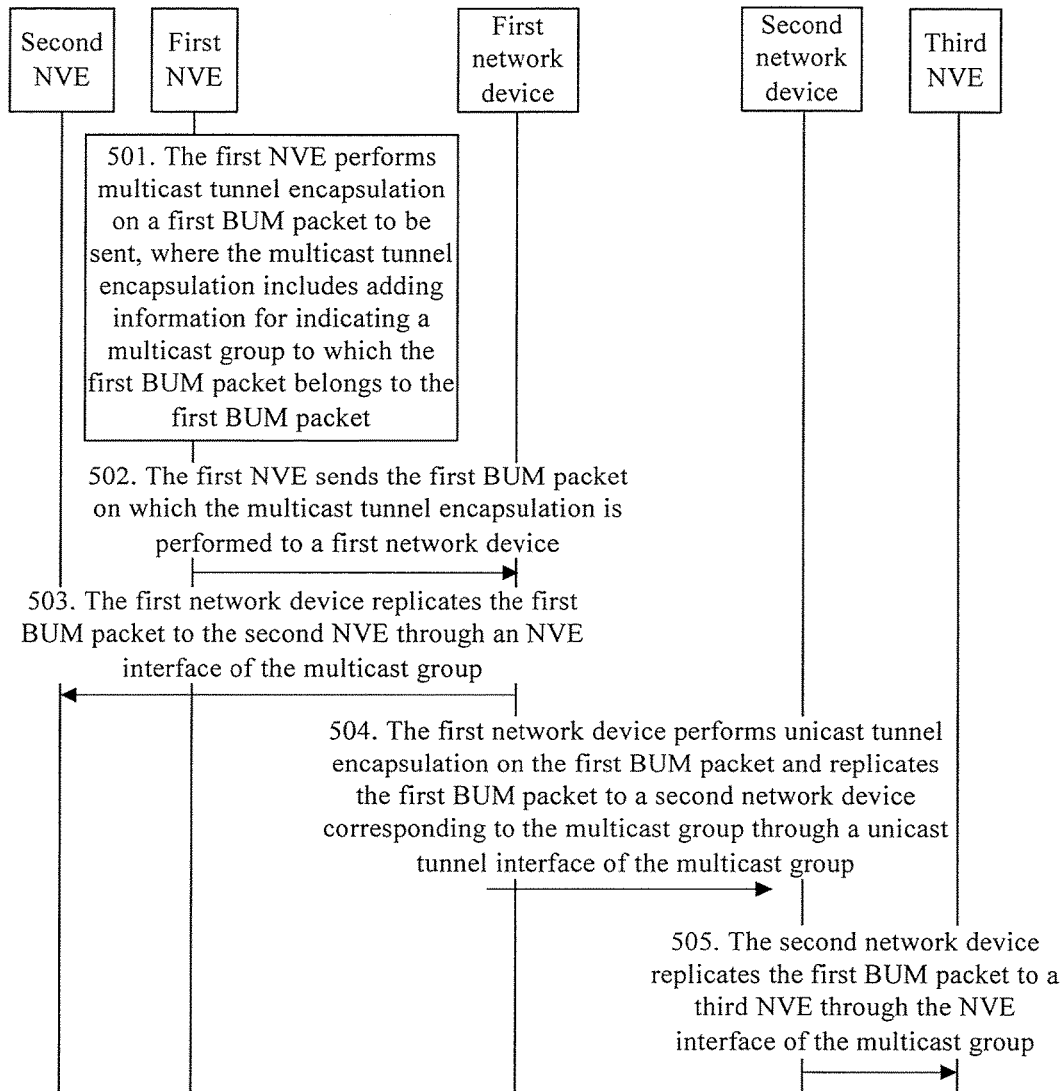 Second
NVE
First
NVE
First
network
device
Second
network
device
Third
NVE
501. The first NVE performs
multicast tunnel encapsulation
on a first BUM packet to be
sent, where the multicast tunnel
encapsulation includes adding
information for indicating a
multicast group to which the
first BUM packet belongs to the
first BUM packet
502. The first NVE sends the first BUM packet
on which the multicast tunnel encapsulation is
performed to a first network device
503. The first network device replicates the first
BUM packet to the second NVE through an NVE
interface of the multicast group
504. The first network device performs unicast tunnel
encapsulation on the first BUM packet and replicates
the first BUM packet to a second network device
corresponding to the multicast group through a unicast
tunnel interface of the multicast group
505. The second network device
replicates the first BUM packet to a
third NVE through the NVE
interface of the multicast group